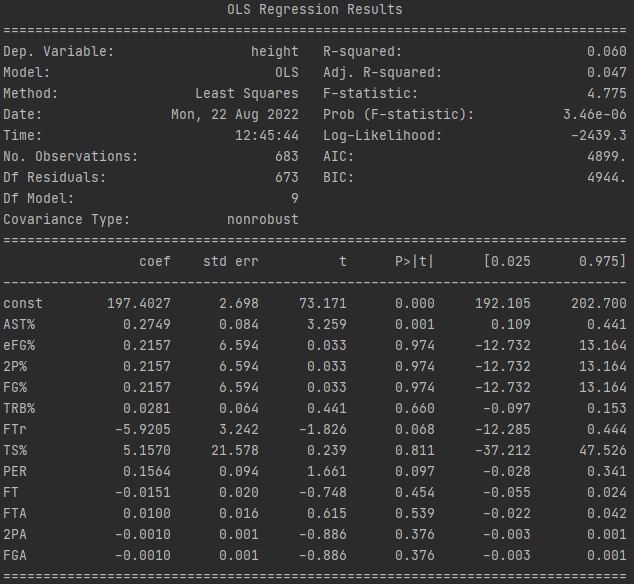 OLS Regression Results
==============================================================================
Dep. Variable:                 height   R-squared:                       0.060
Model:                            OLS   Adj. R-squared:                  0.047
Method:                 Least Squares   F-statistic:                     4.775
Date:                Mon, 22 Aug 2022   Prob (F-statistic):           3.46e-06
Time:                        12:45:44   Log-Likelihood:                -2439.3
No. Observations:                 683   AIC:                             4899.
Df Residuals:                     673   BIC:                             4944.
Df Model:                           9
Covariance Type:            nonrobust
==============================================================================
coef    std err          t      P>|t|      [0.025      0.975]
------------------------------------------------------------------------------
const        197.4027      2.698     73.171      0.000     192.105     202.700
AST%           0.2749      0.084      3.259      0.001       0.109       0.441
eFG%           0.2157      6.594      0.033      0.974     -12.732      13.164
2P%            0.2157      6.594      0.033      0.974     -12.732      13.164
FG%            0.2157      6.594      0.033      0.974     -12.732      13.164
TRB%           0.0281      0.064      0.441      0.660      -0.097       0.153
FTr           -5.9205      3.242     -1.826      0.068     -12.285       0.444
TS%            5.1570     21.578      0.239      0.811     -37.212      47.526
PER            0.1564      0.094      1.661      0.097      -0.028       0.341
FT            -0.0151      0.020     -0.748      0.454      -0.055       0.024
FTA            0.0100      0.016      0.615      0.539      -0.022       0.042
2PA           -0.0010      0.001     -0.886      0.376      -0.003       0.001
FGA           -0.0010      0.001     -0.886      0.376      -0.003       0.001
==============================================================================